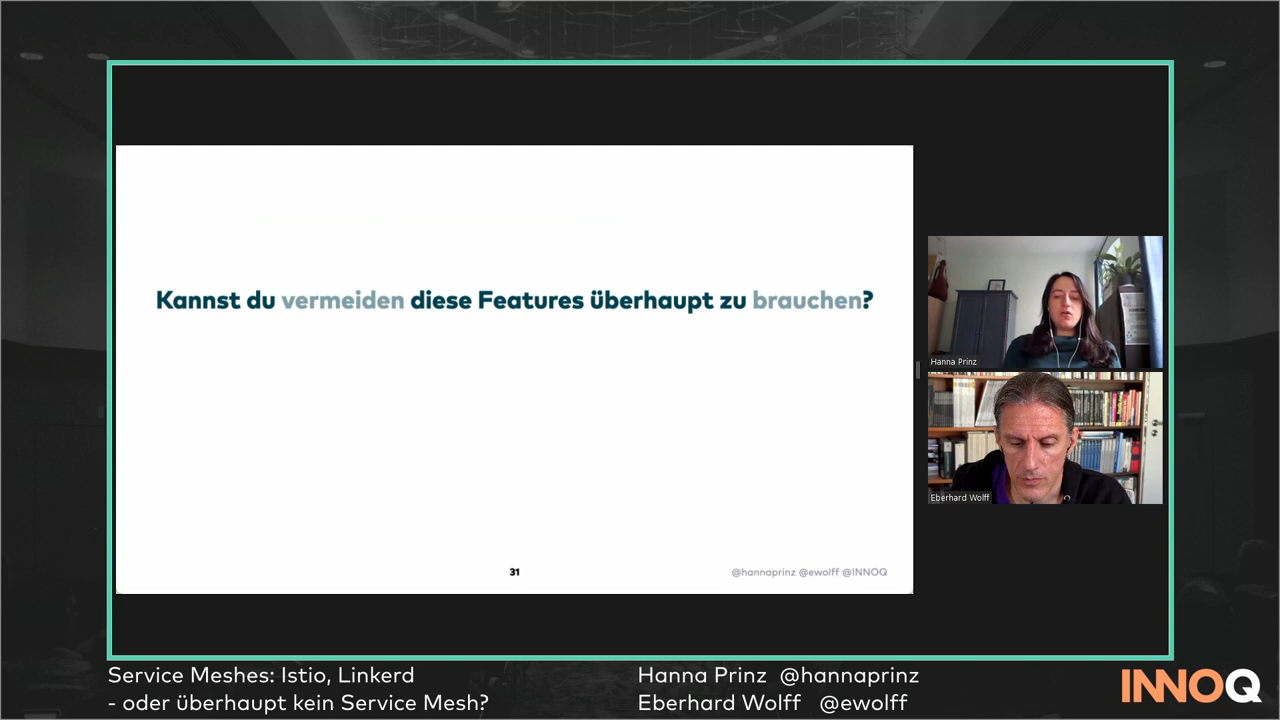 Kannst du vermeiden diese Features überhaupt zu brauchen?
31
@hannaprinz @ewolff @INNOQ
Hanna Prinz
Eberhard Wolff
Service Meshes: Istio, Linkerd
- oder überhaupt kein Service Mesh?
Hanna Prinz @hannaprinz
Eberhard Wolff @ewolff
INNOQ